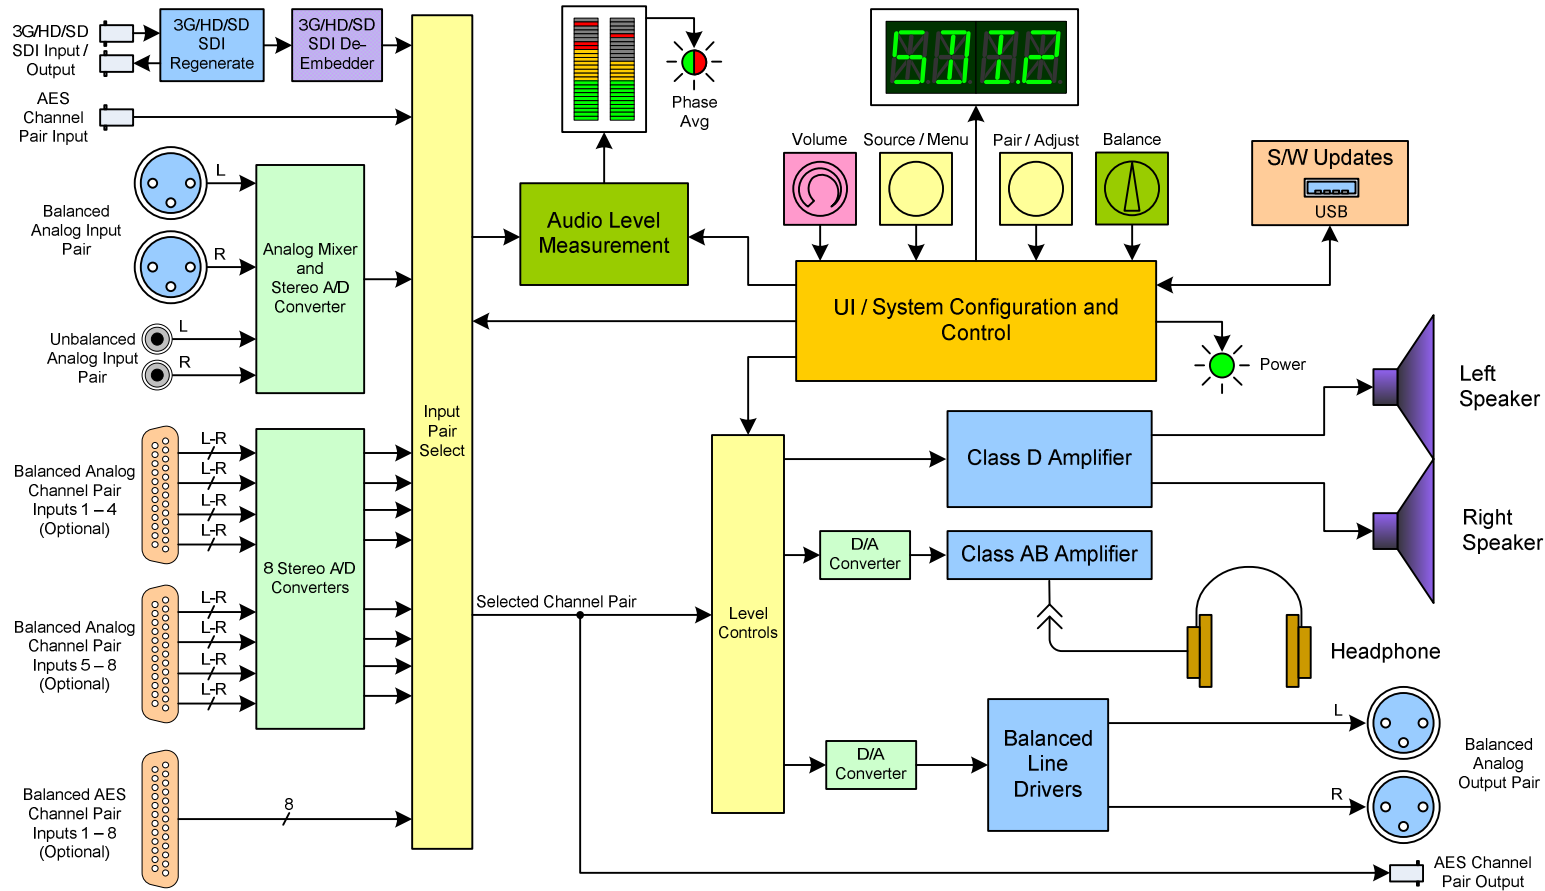 3G/HD/SD
SDI Input /
Output
3G/HD/SD
SDI
Regenerate
3G/HD/SD
SDI De-
Embedder
AES
Channel
Pair Input
L
Balanced
Analog Input
Pair
R
Analog Mixer
and
Stereo A/D
Converter
L
Unbalanced
Analog Input
Pair
R
Balanced Analog
Channel Pair
Inputs 1 – 4
(Optional)
L-R
L-R
L-R
L-R
8 Stereo A/D
Converters
Balanced Analog
Channel Pair
Inputs 5 – 8
(Optional)
L-R
L-R
L-R
L-R
Balanced AES
Channel Pair
Inputs 1 – 8
(Optional)
8
Input
Pair
Select
Phase
Avg
Audio Level
Measurement
SDI2
Volume
Source / Menu
Pair / Adjust
Balance
S/W Updates
USB
UI / System Configuration and
Control
Power
Selected Channel Pair
Level
Controls
Class D Amplifier
Left
Speaker
Right
Speaker
D/A
Converter
Class AB Amplifier
Headphone
D/A
Converter
Balanced
Line
Drivers
L
R
Balanced
Analog
Output Pair
AES Channel
Pair Output